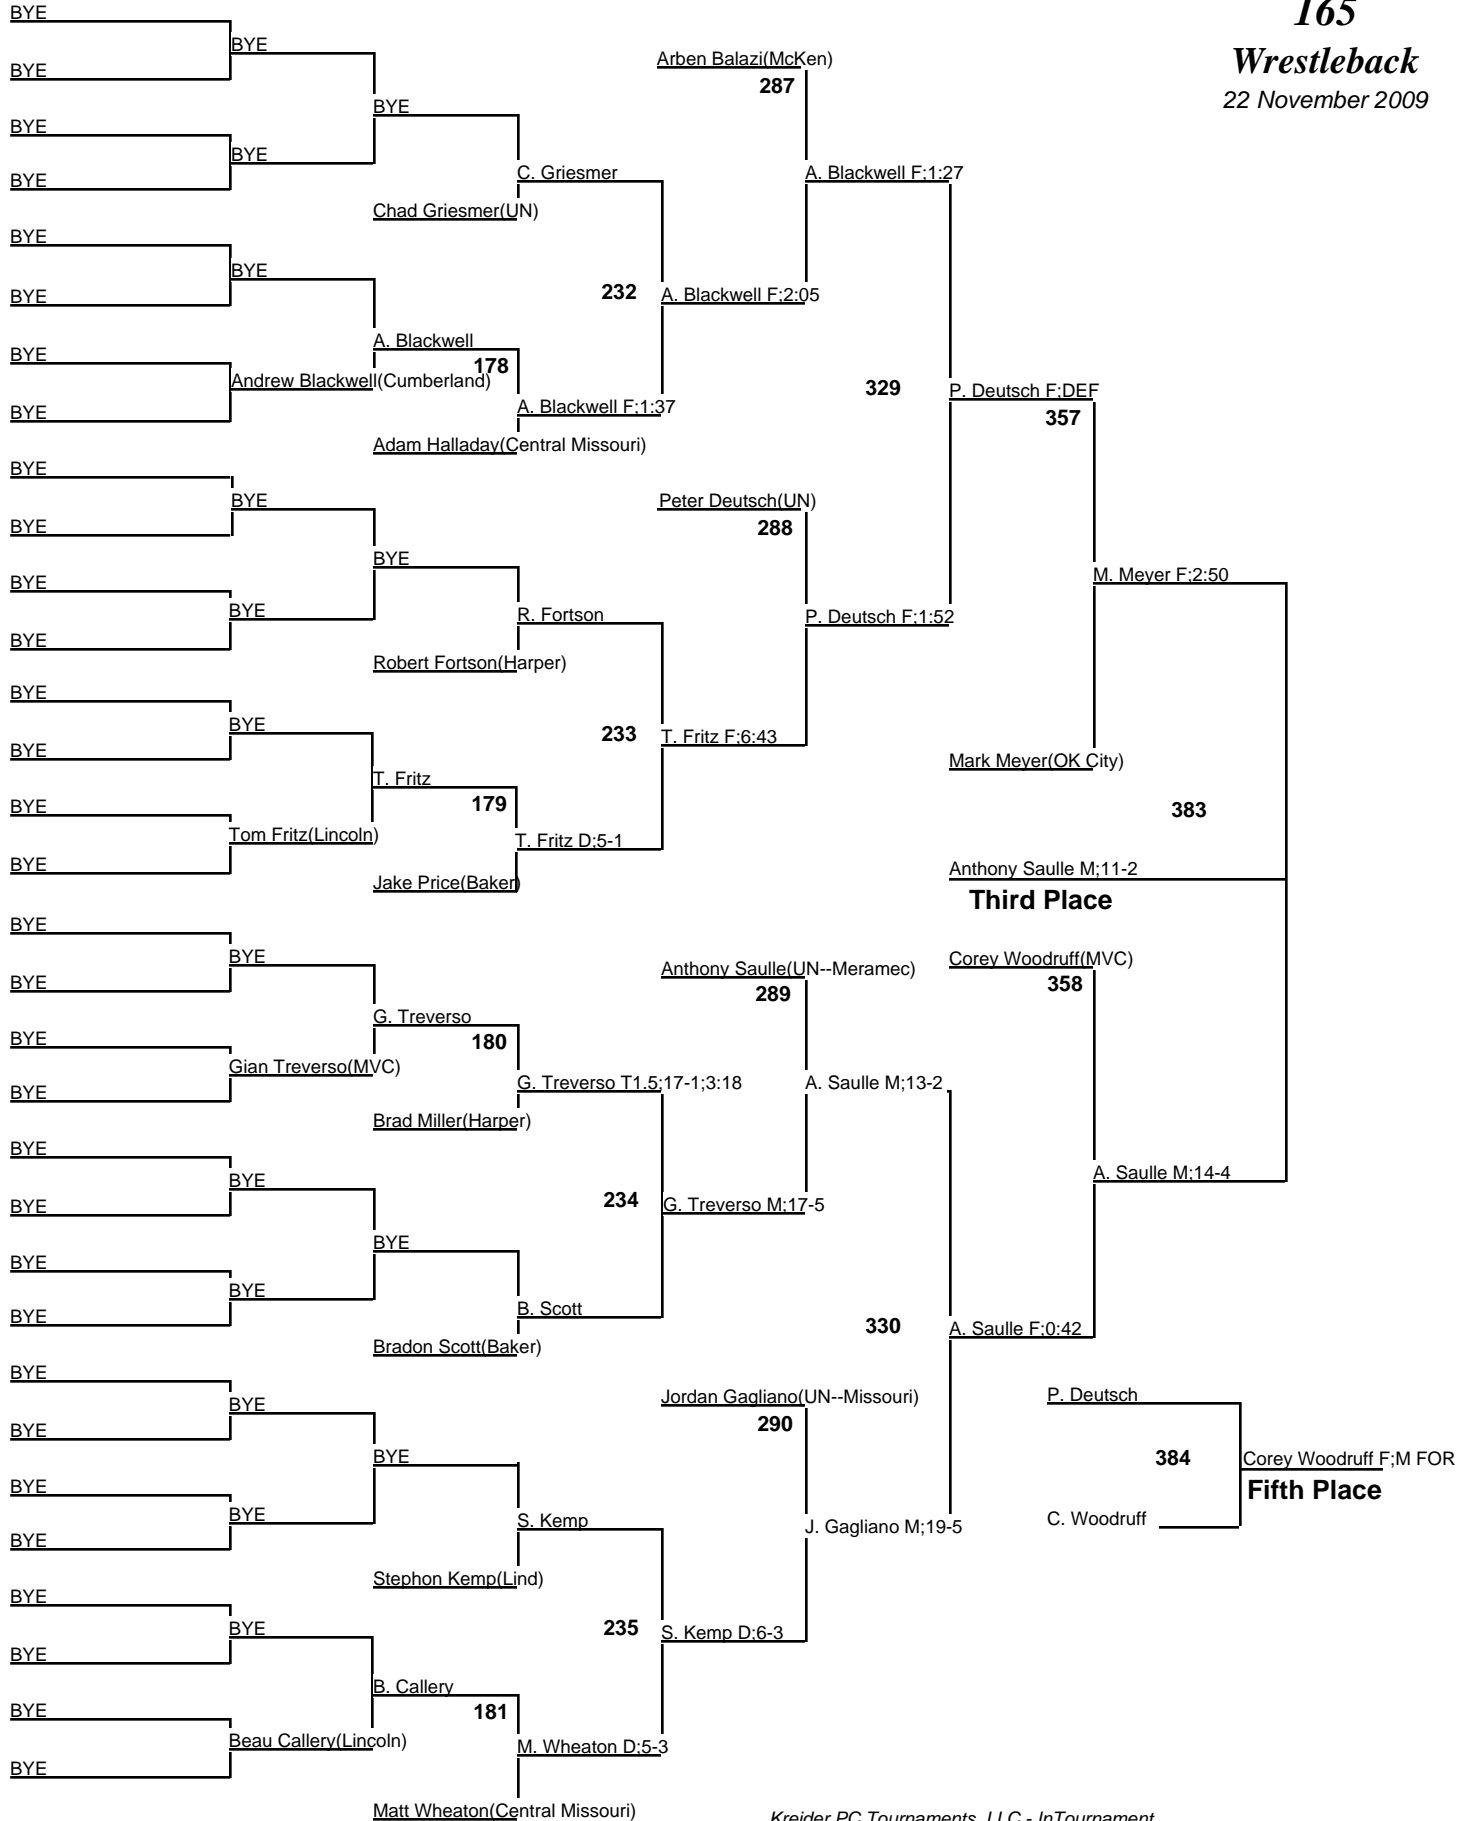 165
Wrestleback
22 November 2009
BYE
BYE
BYE
BYE
BYE
BYE
BYE
C. Griesmer
Chad Griesmer(UN)
BYE
BYE
BYE
BYE
BYE
Andrew Blackwell(Cumberland)
A. Blackwell
178
A. Blackwell F;1:37
Adam Halladay(Central Missouri)
232
A. Blackwell F;2:05
Arben Balazi(McKen)
287
A. Blackwell F;1:27
BYE
BYE
BYE
BYE
BYE
BYE
BYE
R. Fortson
Robert Fortson(Harper)
BYE
BYE
BYE
BYE
BYE
Tom Fritz(Lincoln)
T. Fritz
179
T. Fritz D;5-1
Jake Price(Baker)
233
T. Fritz F;6:43
Peter Deutsch(UN)
288
P. Deutsch F;1:52
329
P. Deutsch F;DEF
357
M. Meyer F;2:50
Mark Meyer(OK City)
383
Anthony Saulle M;11-2
Third Place
BYE
BYE
BYE
BYE
BYE
Gian Treverso(MVC)
G. Treverso
180
G. Treverso T1.5;17-1;3:18
Brad Miller(Harper)
BYE
BYE
BYE
BYE
BYE
BYE
BYE
B. Scott
Bradon Scott(Baker)
234
G. Treverso M;17-5
Anthony Saulle(UN--Meramec)
289
A. Saulle M;13-2
Corey Woodruff(MVC)
358
A. Saulle M;14-4
330
A. Saulle F;0:42
BYE
BYE
BYE
BYE
BYE
BYE
BYE
S. Kemp
Stephon Kemp(Lind)
BYE
BYE
BYE
BYE
BYE
Beau Callery(Lincoln)
B. Callery
181
M. Wheaton D;5-3
Matt Wheaton(Central Missouri)
235
S. Kemp D;6-3
Jordan Gagliano(UN--Missouri)
290
J. Gagliano M;19-5
P. Deutsch
384
Corey Woodruff F;M FOR
Fifth Place
C. Woodruff
Kreider PC Tournaments, LLC - InTournament